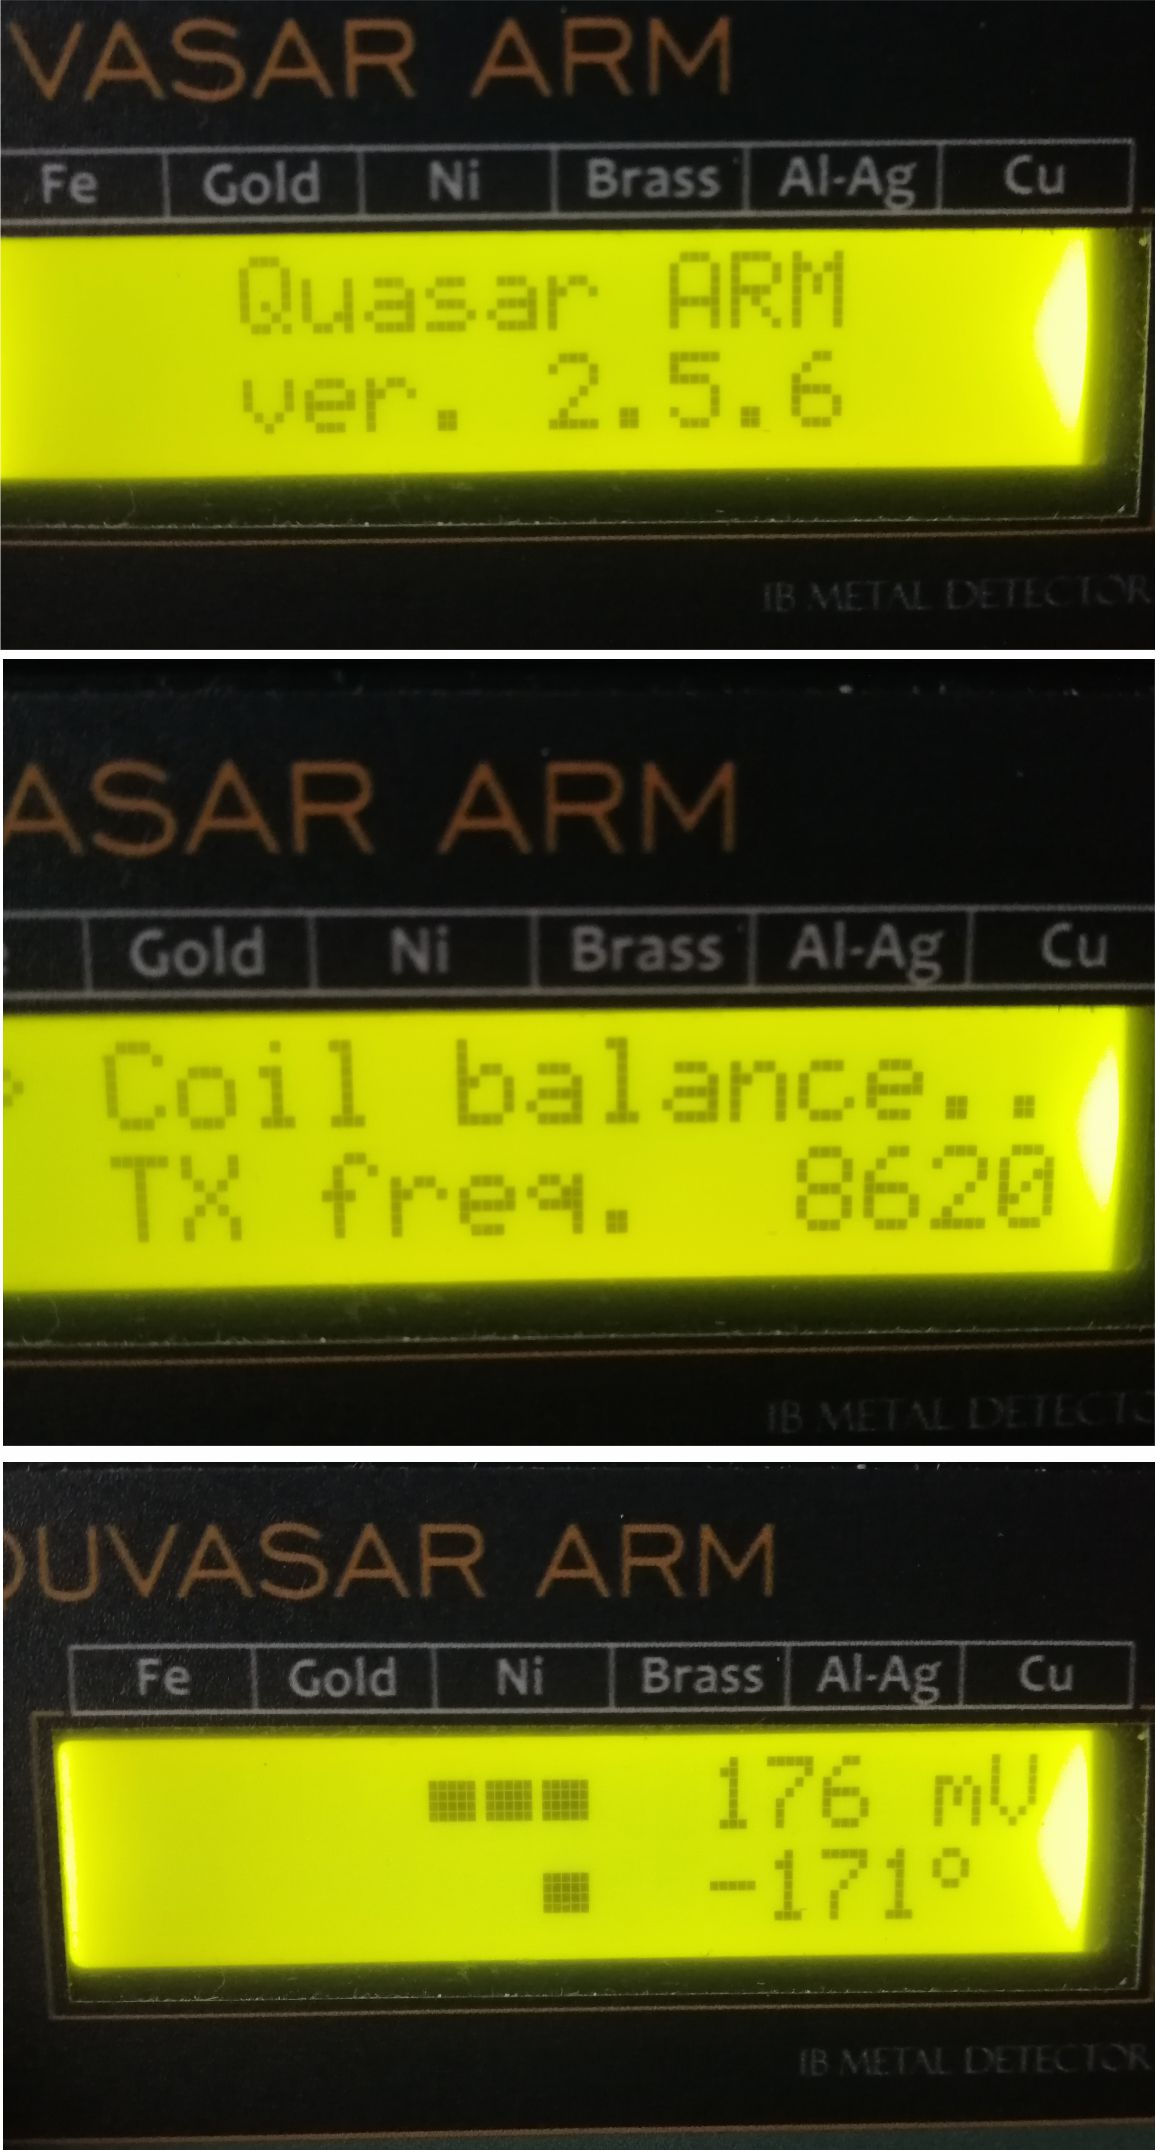 VASAR ARM
Fe Gold Ni Brass Al-Ag Cu
Quasar ARM
ver. 2.5.6
IB METAL DETECTOR
ASAR ARM
Gold Ni Brass Al-Ag Cu
Coil balance..
TX freq. 8620
IB METAL DETECTO
QUVASAR ARM
Fe Gold Ni Brass Al-Ag Cu
176 mV
-171°
IB METAL DETECTOR